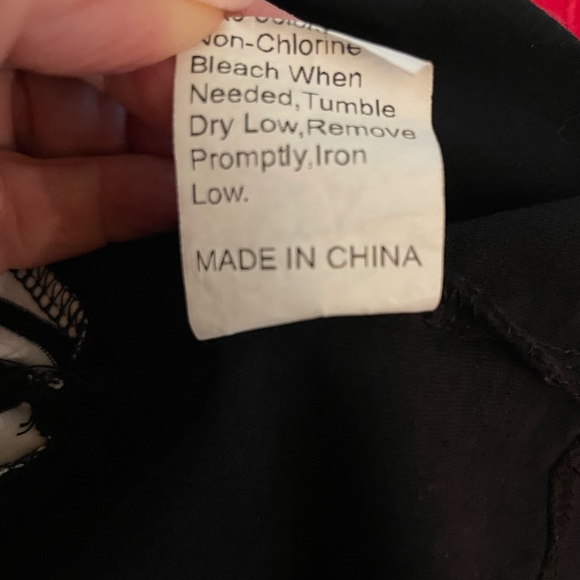 Non-Chlorine
Bleach When
Needed,Tumble
Dry Low,Remove
Promptly,Iron
Low.
MADE IN CHINA